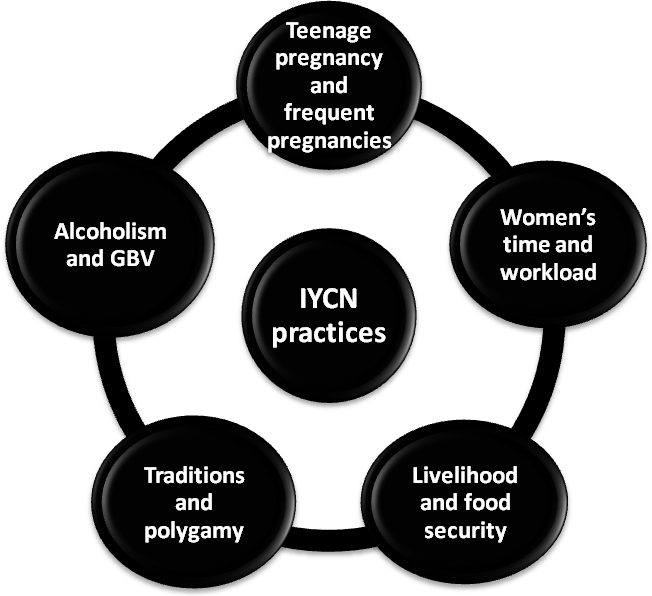 Teenage
pregnancy
and
frequent
pregnancies
Women's
time and
workload
Livelihood
and food
security
Traditions
and
polygamy
Alcoholism
and GBV
IYCN
practices